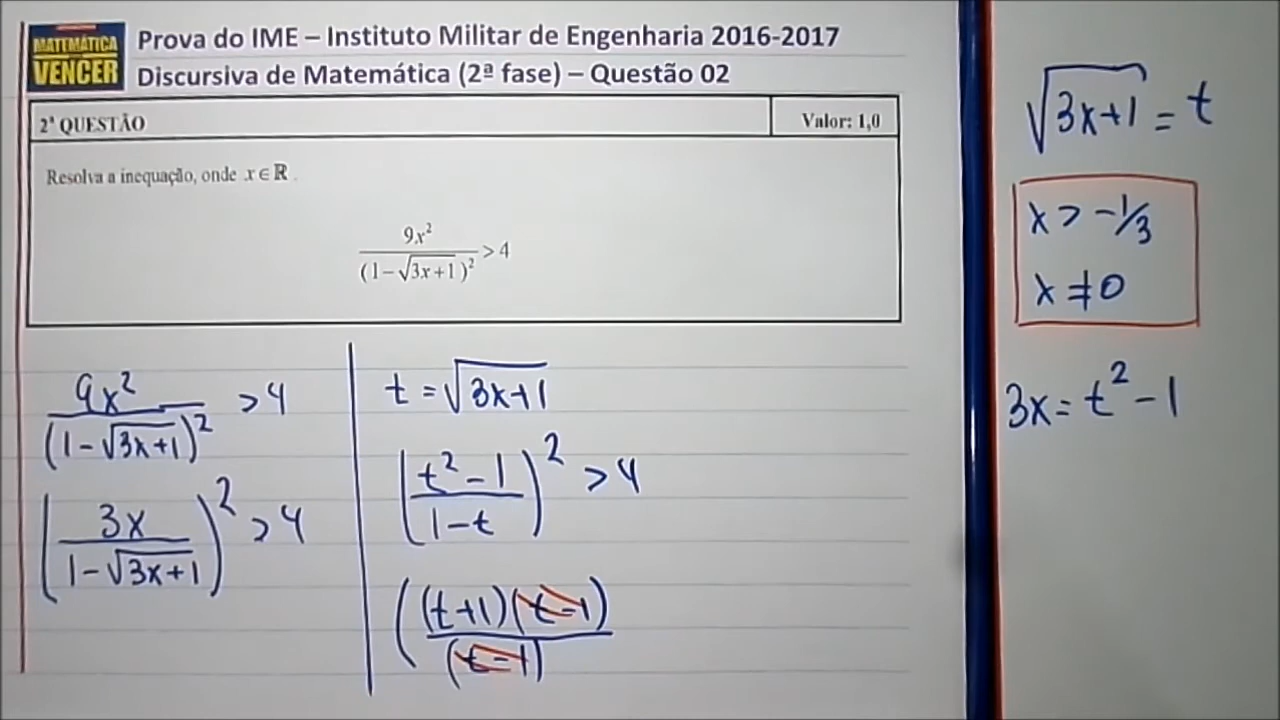 MATEMÁTICA
VENCER
Prova do IME – Instituto Militar de Engenharia 2016-2017
Discursiva de Matemática (2ª fase) – Questão 02
2ª QUESTÃO
Valor: 1,0
Resolva a inequação, onde x ∈ ℝ .
9x² / (1-√(3x+1))² > 4
9x² / (1-√(3x+1))² > 4
(3x / (1-√(3x+1)))² > 4
t = √(3x+1)
((t²-1) / (1-t))² > 4
((t+1)(t-1) / (t-1)
√(3x+1) = t
x > -1/3
x ≠ 0
3x = t² - 1